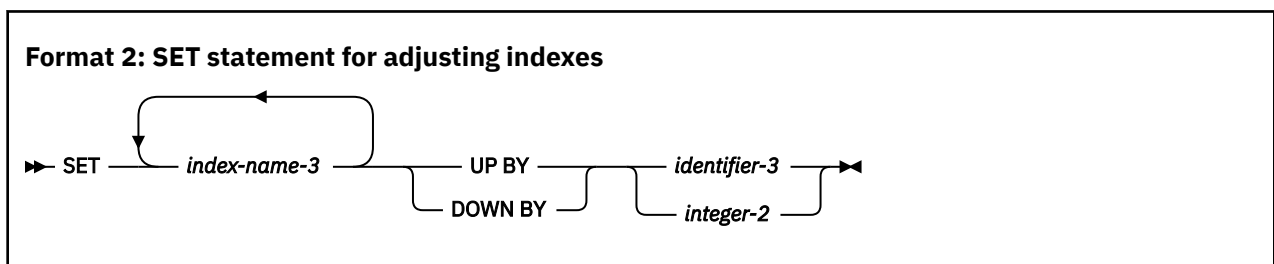 Format 2: SET statement for adjusting indexes
SET index-name-3 UP BY identifier-3
DOWN BY integer-2